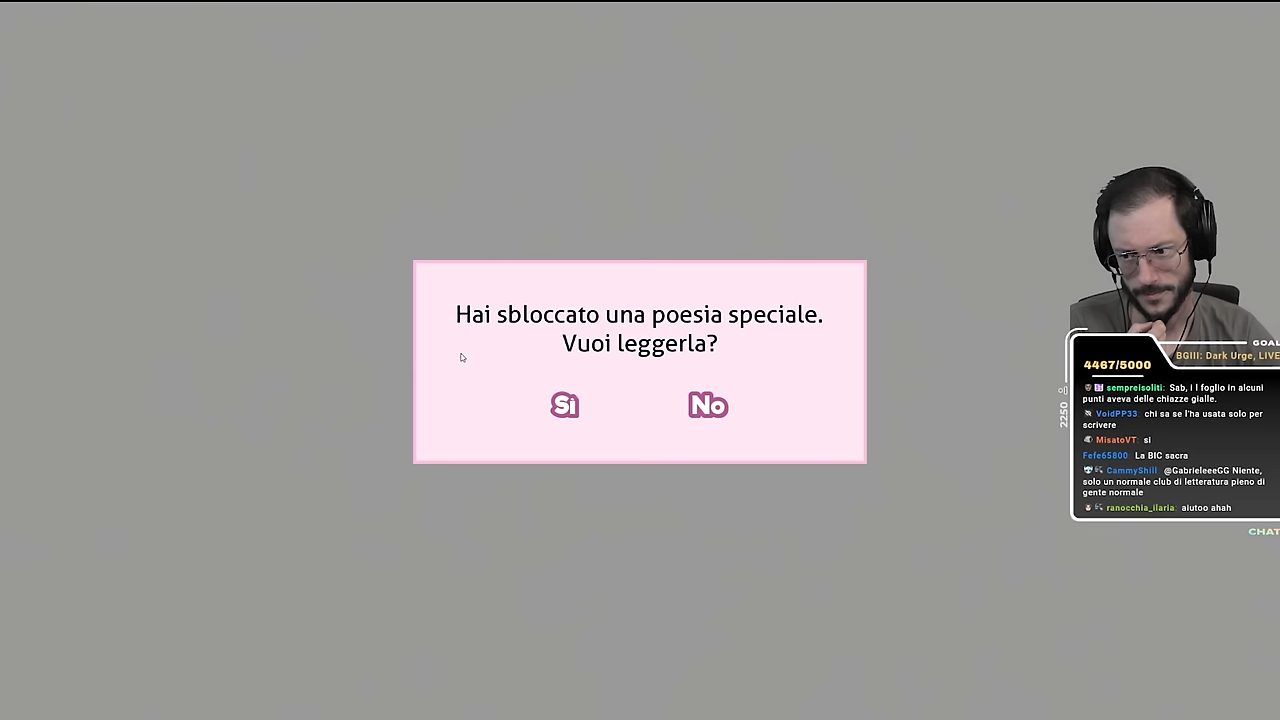 Hai sbloccato una poesia speciale.
Vuoi leggerla?
Sì No
GOAL
BGIII: Dark Urge, LIVE
4467/5000
2250
sempreisoliti: Sab, i l foglio in alcuni
punti aveva delle chiazze gialle.
VoidPP33: chi sa se l'ha usata solo per
scrivere
MisatoVT: si
Fefe65800: La BIC sacra
CammyShill: @GabrieleeeGG Niente,
solo un normale club di letteratura pieno di
gente normale
ranocchia_ilaria: aiutoo ahah
CHAT